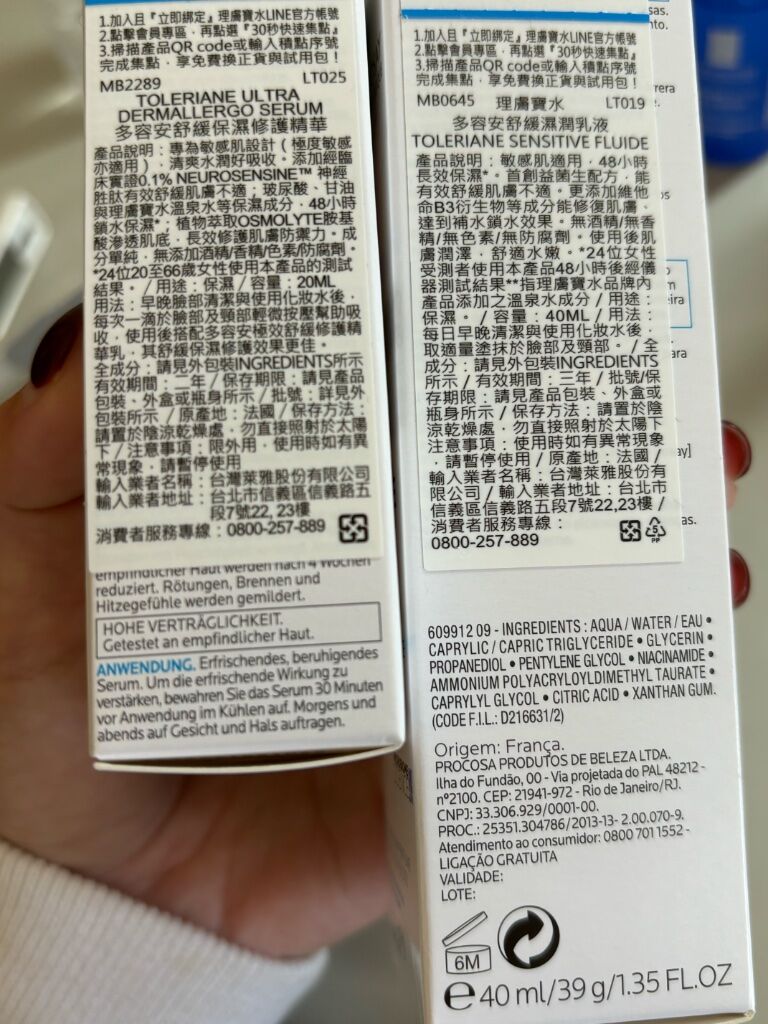 1.加入且『立即綁定』理膚寶水LINE官方帳號
2.點擊會員專區，再點選『30秒快速集點』
3.掃描產品QR code或輸入積點序號
完成集點，享免費換正貨與試用包！
MB2289 LT025
TOLERIANE ULTRA
DERMALLERGO SERUM
多容安舒緩保濕修護精華
產品說明：專為敏感肌設計（極度敏感
亦適用），清爽水潤好吸收。添加經臨
床實證0.1% NEUROSENSINE™ 神經
胜肽有效舒緩肌膚不適；玻尿酸、甘油
與理膚寶水溫泉水等保濕成分，48小時
鎖水保濕*；植物萃取OSMOLYTE胺基
酸滲透肌底，長效修護肌膚防禦力。成
分單純，無添加酒精/香精/色素/防腐劑。
*24位20至66歲女性使用本產品的測試
結果。/ 用途：保濕 / 容量：20ML
用法：早晚臉部清潔與使用化妝水後，
每次一滴於臉部及頸部輕微按壓幫助吸
收，使用後搭配多容安極效舒緩修護精
華乳，其舒緩保濕修護效果更佳。
全成分：請見外包裝INGREDIENTS所示
有效期間：二年 / 保存期限：請見產品
包裝、外盒或瓶身所示 / 批號：詳見外
包裝所示 / 原產地：法國 / 保存方法：
請置於陰涼乾燥處，勿直接照射於太陽
下 / 注意事項：限外用，使用時如有異
常現象，請暫停使用
輸入業者名稱：台灣萊雅股份有限公司
輸入業者地址：台北市信義區信義路五
段7號22, 23樓
消費者服務專線：0800-257-889
empfindlicher Haut werden nach 4 Wochen
reduziert. Rötungen, Brennen und
Hitzegefühle werden gemildert.
HOHE VERTRÄGLICHKEIT.
Getestet an empfindlicher Haut.
ANWENDUNG. Erfrischendes, beruhigendes
Serum. Um die erfrischende Wirkung zu
verstärken, bewahren Sie das Serum 30 Minuten
vor Anwendung im Kühlen auf. Morgens und
abends auf Gesicht und Hals auftragen.
1.加入且『立即綁定』理膚寶水LINE官方帳號
2.點擊會員專區，再點選『30秒快速集點』
3.掃描產品QR code或輸入積點序號
完成集點，享免費換正貨與試用包！
MB0645 理膚寶水 LT019
多容安舒緩濕潤乳液
TOLERIANE SENSITIVE FLUIDE
產品說明：敏感肌適用，48小時
長效保濕*。首創益菌生配方，能
有效舒緩肌膚不適。更添加維他
命B3衍生物等成分能修復肌膚，
達到補水鎖水效果。無酒精/無香
精/無色素/無防腐劑。使用後肌
膚潤澤，舒適水嫩。*24位女性
受測者使用本產品48小時後經儀
器測試結果**指理膚寶水品牌內
產品添加之溫泉水成分 / 用途：
保濕。/ 容量：40ML / 用法：
每日早晚清潔與使用化妝水後，
取適量塗抹於臉部及頸部。/ 全
成分：請見外包裝INGREDIENTS
所示 / 有效期間：三年 / 批號/保
存期限：請見產品包裝、外盒或
瓶身所示 / 保存方法：請置於陰
涼乾燥處，勿直接照射於太陽下
注意事項：使用時如有異常現象
，請暫停使用 / 原產地：法國 /
輸入業者名稱：台灣萊雅股份有
限公司 / 輸入業者地址：台北市
信義區信義路五段7號22,23樓 /
消費者服務專線：
0800-257-889
5
PP
sas.
nto.
rrera
os
m
eira
ara
ay]
as.
609912 09 - INGREDIENTS : AQUA / WATER / EAU •
CAPRYLIC / CAPRIC TRIGLYCERIDE • GLYCERIN •
PROPANEDIOL • PENTYLENE GLYCOL • NIACINAMIDE •
AMMONIUM POLYACRYLOYLDIMETHYL TAURATE •
CAPRYLYL GLYCOL • CITRIC ACID • XANTHAN GUM.
(CODE F.I.L.: D216631/2)
Origem: França.
PROCOSA PRODUTOS DE BELEZA LTDA.
Ilha do Fundão, 00 - Via projetada do PAL 48212 -
nº2100. CEP: 21941-972 - Rio de Janeiro/RJ.
CNPJ: 33.306.929/0001-00.
PROC.: 25351.304786/2013-13- 2.00.070-9.
Atendimento ao consumidor: 0800 701 1552 -
LIGAÇÃO GRATUITA
VALIDADE:
LOTE:
6M
e 40 ml/39 g/1.35 FL.OZ